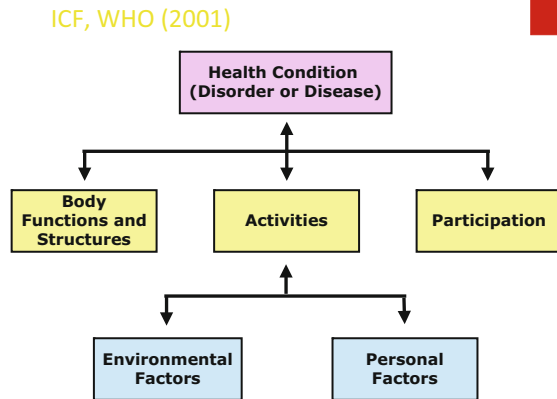 ICF, WHO (2001)
Health Condition
(Disorder or Disease)
Body
Functions and
Structures
Activities
Participation
Environmental
Factors
Personal
Factors